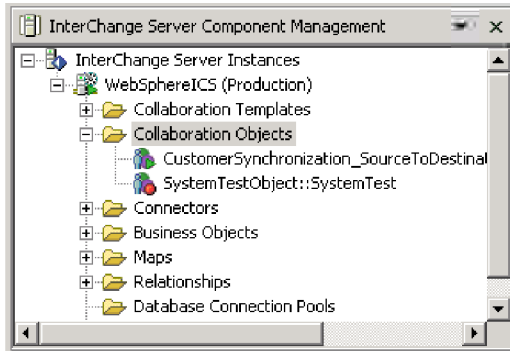 InterChange Server Component Management
InterChange Server Instances
WebSphereICS (Production)
Collaboration Templates
Collaboration Objects
CustomerSynchronization_SourceToDestinat
SystemTestObject::SystemTest
Connectors
Business Objects
Maps
Relationships
Database Connection Pools